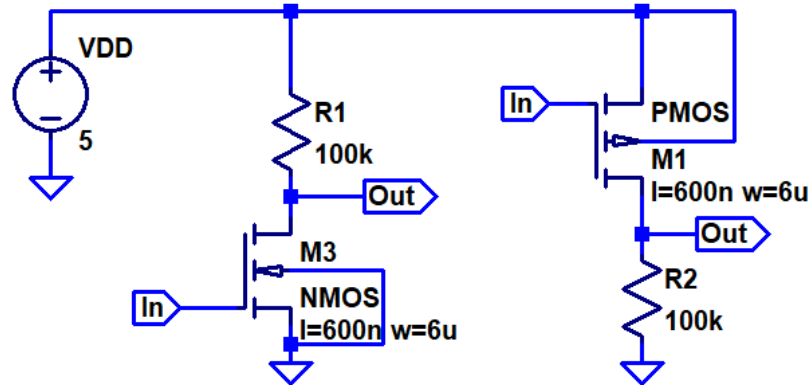 VDD
5
R1
100k
Out
In
M3
NMOS
l=600n w=6u
In
PMOS
M1
l=600n w=6u
Out
R2
100k